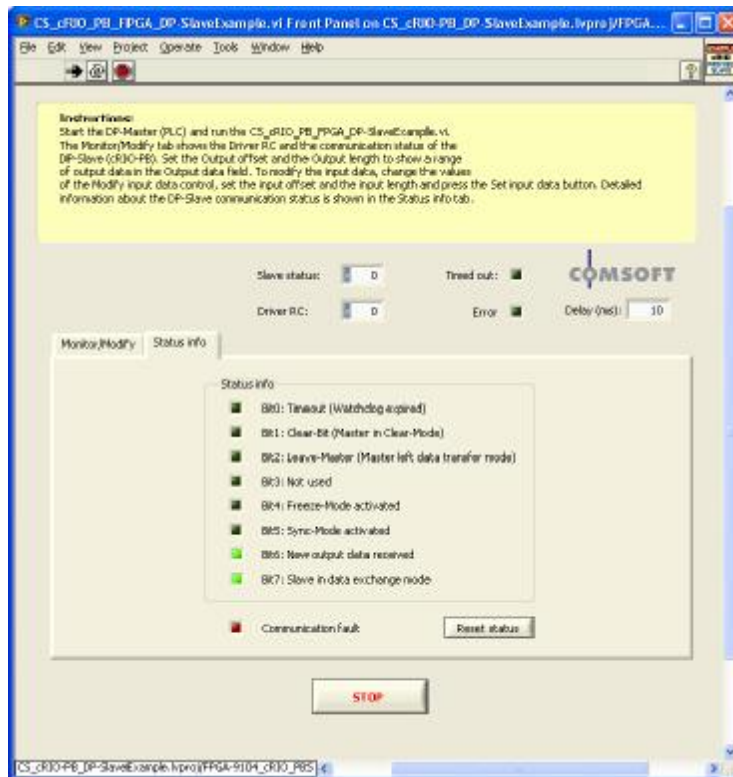 CS_cRIO_PB_FPGA_DP-SlaveExample.vi Front Panel on CS_cRIO-PB_DP-SlaveExample.lvproj/FPGA...
File Edit View Project Operate Tools Window Help
Instructions:
Start the DP-Master (PLC) and run the CS_cRIO_PB_FPGA_DP-SlaveExample.vi.
The Monitor/Modify tab shows the Driver RC and the communication status of the
DP-Slave (cRIO-PB). Set the Output offset and the Output length to show a range
of output data in the Output data field. To modify the input data, change the values
of the Modify input data control, set the input offset and the input length and press the Set input data button. Detailed
information about the DP-Slave communication status is shown in the Status info tab.
Slave status: 0 Timed out: COMSOFT
Driver RC: 0 Error Delay (ms): 10
Monitor/Modify Status info
Status info
Bit0: Timeout (Watchdog expired)
Bit1: Clear-Bit (Master in Clear-Mode)
Bit2: Leave-Master (Master left data transfer mode)
Bit3: Not used
Bit4: Freeze-Mode activated
Bit5: Sync-Mode activated
Bit6: New output data received
Bit7: Slave in data exchange mode
Communication fault Reset status
STOP
CS_cRIO-PB_DP-SlaveExample.lvproj/FPGA-9104_cRIO_PBS